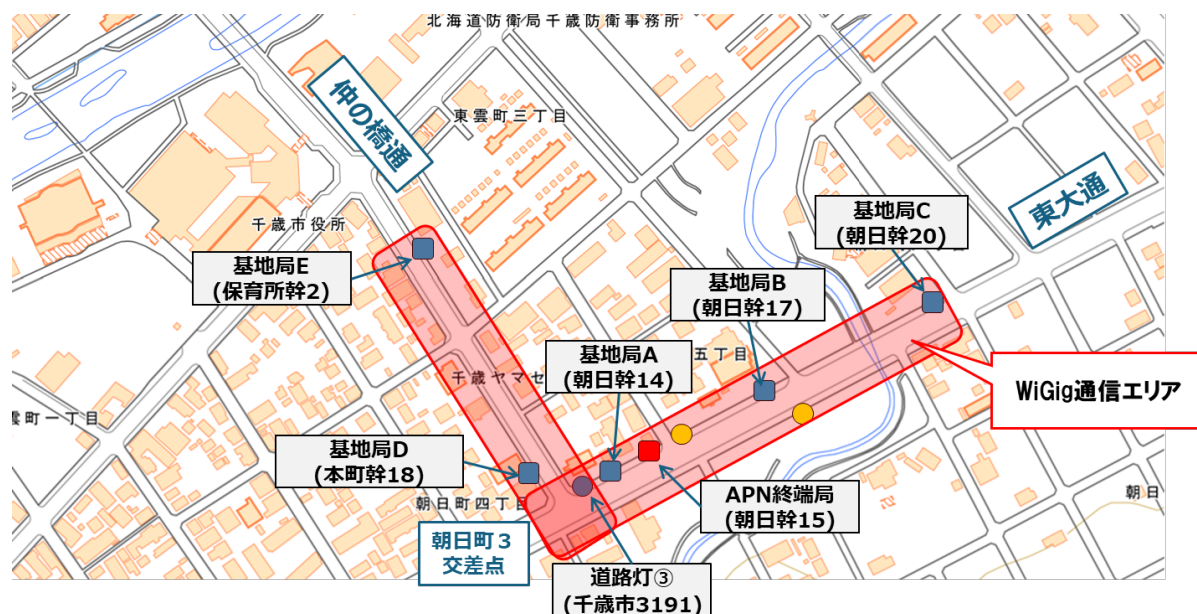 北海道防衛局千歳防衛事務所
仲の橋通
東雲町三丁目
東大通
基地局C
(朝日幹20)
千歳市役所
基地局E
(保育所幹2)
基地局B
(朝日幹17)
五丁目
基地局A
(朝日幹14)
千歳ヤマセ
WiGig通信エリア
雲町一丁目
基地局D
(本町幹18)
APN終端局
(朝日幹15)
朝日町四丁目
朝日
朝日町3
交差点
道路灯③
(千歳市3191)